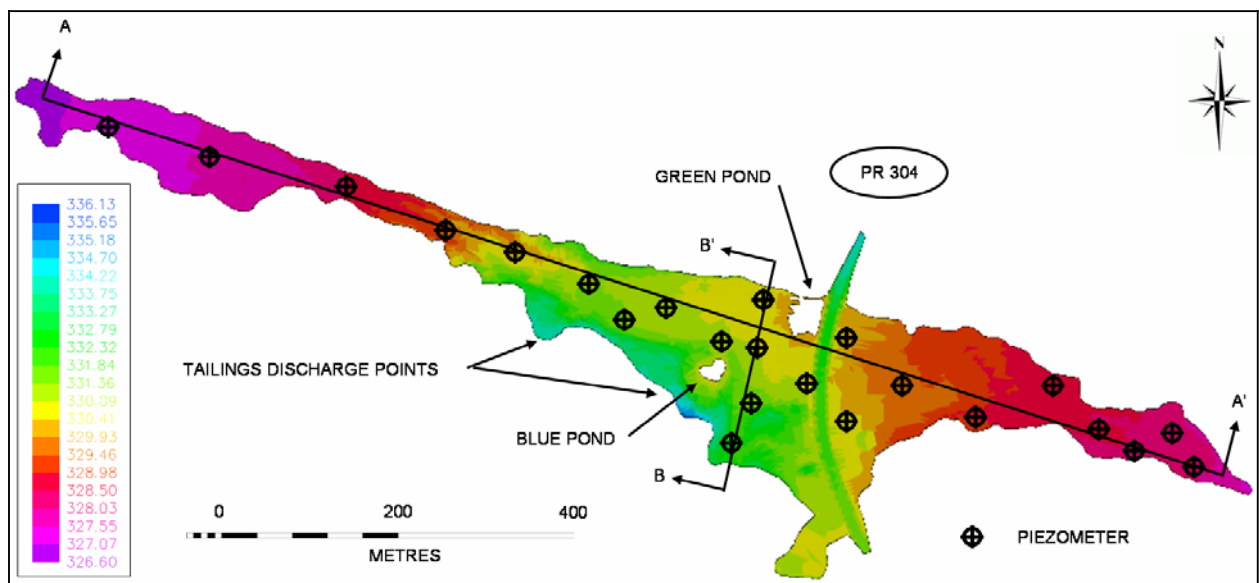 A
N
PR 304
GREEN POND
B'
336.13
335.65
335.18
334.70
334.22
333.75
333.27
332.79
332.32
331.84
331.36
330.89
330.41
329.93
329.46
328.98
328.50
328.03
327.55
327.07
326.60
TAILINGS DISCHARGE POINTS
BLUE POND
A'
B
0 200 400
METRES
PIEZOMETER